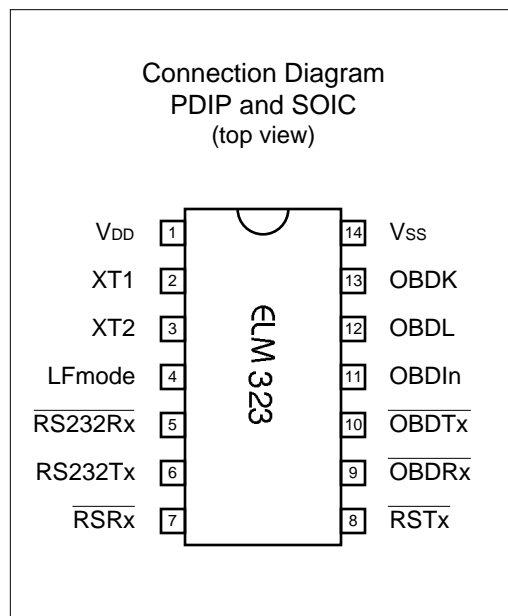 Connection Diagram
PDIP and SOIC
(top view)
VDD 1 14 VSS
XT1 2 13 OBDK
XT2 3 12 OBDL
LFmode 4 11 OBDIn
RS232Rx 5 10 OBDTx
RS232Tx 6 9 OBDRx
RSRx 7 8 RSTx
ELM 323